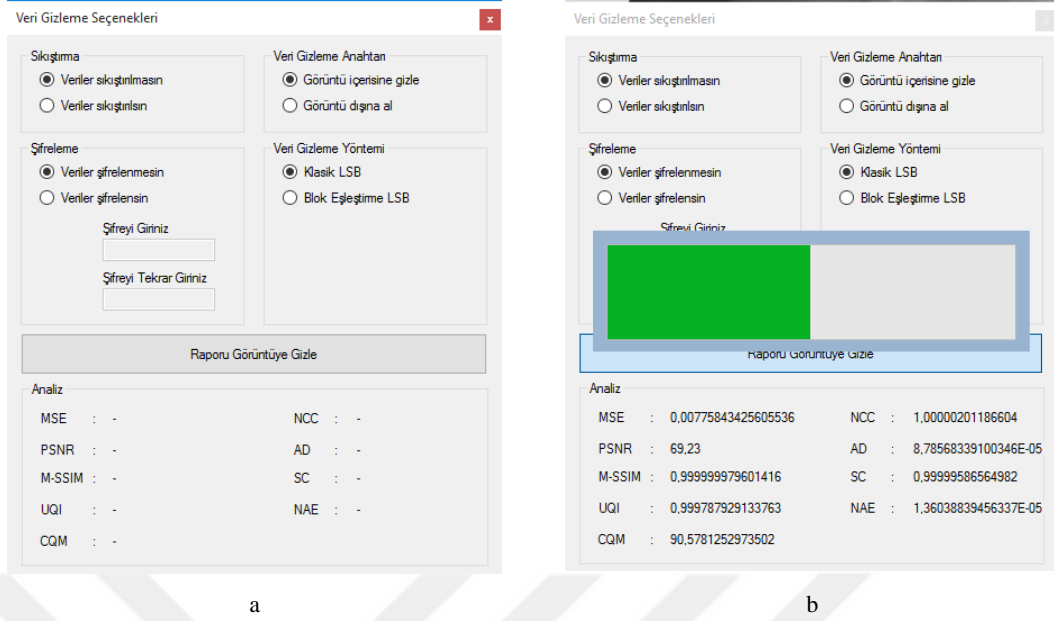 Veri Gizleme Seçenekleri
x
Sıkıştırma
Veriler sıkıştırılmasın
Veriler sıkıştırılsın
Veri Gizleme Anahtarı
Görüntü içerisine gizle
Görüntü dışına al
Şifreleme
Veriler şifrelenmesin
Veriler şifrelensin
Şifreyi Giriniz
Şifreyi Tekrar Giriniz
Veri Gizleme Yöntemi
Klasik LSB
Blok Eşleştirme LSB
Raporu Görüntüye Gizle
Analiz
MSE : - NCC : -
PSNR : - AD : -
M-SSIM : - SC : -
UQI : - NAE : -
CQM : -
a
Veri Gizleme Seçenekleri
x
Sıkıştırma
Veriler sıkıştırılmasın
Veriler sıkıştırılsın
Veri Gizleme Anahtarı
Görüntü içerisine gizle
Görüntü dışına al
Şifreleme
Veriler şifrelenmesin
Veriler şifrelensin
Şifreyi Giriniz
Veri Gizleme Yöntemi
Klasik LSB
Blok Eşleştirme LSB
Raporu Görüntüye Gizle
Analiz
MSE : 0,00775843425605536 NCC : 1,00000201186604
PSNR : 69,23 AD : 8,78568339100346E-05
M-SSIM : 0,999999979601416 SC : 0,99999586564982
UQI : 0,999787929133763 NAE : 1,36038839456337E-05
CQM : 90,5781252973502
b